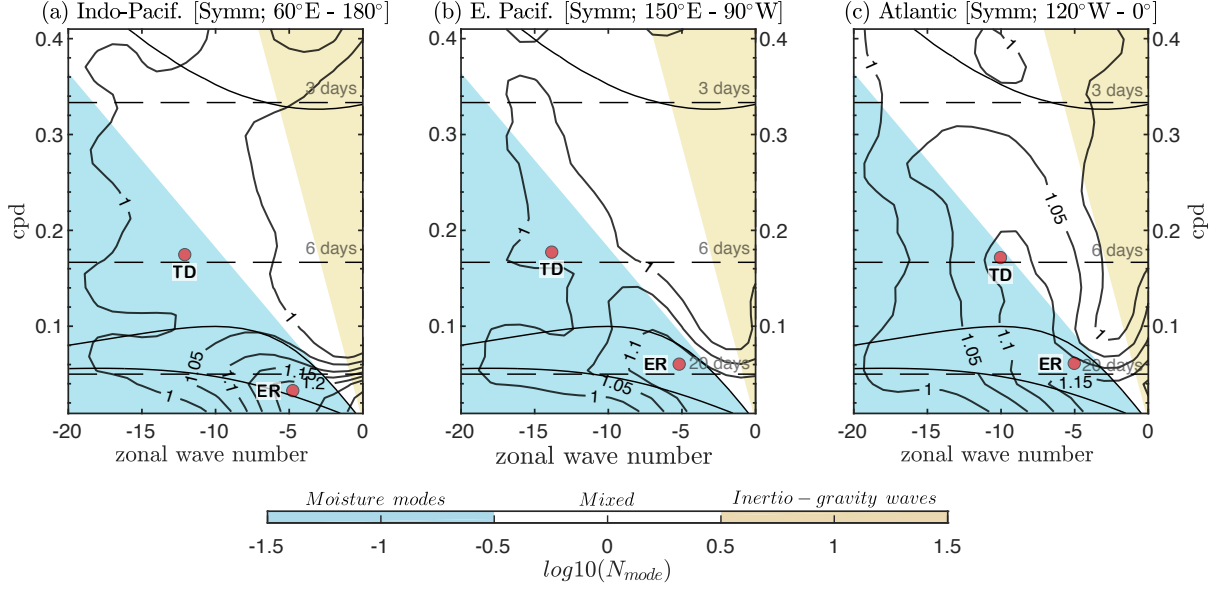 (a) Indo-Pacif. [Symm; 60°E - 180°]
(b) E. Pacif. [Symm; 150°E - 90°W]
(c) Atlantic [Symm; 120°W - 0°]
0.4
0.3
0.2
0.1
cpd
3 days
6 days
1
1
1.05
1.1
1.152
1.2
1
TD
ER
-20 -15 -10 -5 0
zonal wave number
0.4
0.3
0.2
0.1
3 days
6 days
20 days
1
1
1.1
1.05
1
TD
ER
-20 -15 -10 -5 0
zonal wave number
0.4
0.3
0.2
0.1
cpd
3 days
6 days
20 days
1
1
1.05
1
1.05
1.1
1.15
1
TD
ER
-20 -15 -10 -5 0
zonal wave number
Moisture modes Mixed Inertio-gravity waves
-1.5 -1 -0.5 0 0.5 1 1.5
log10(N_mode)